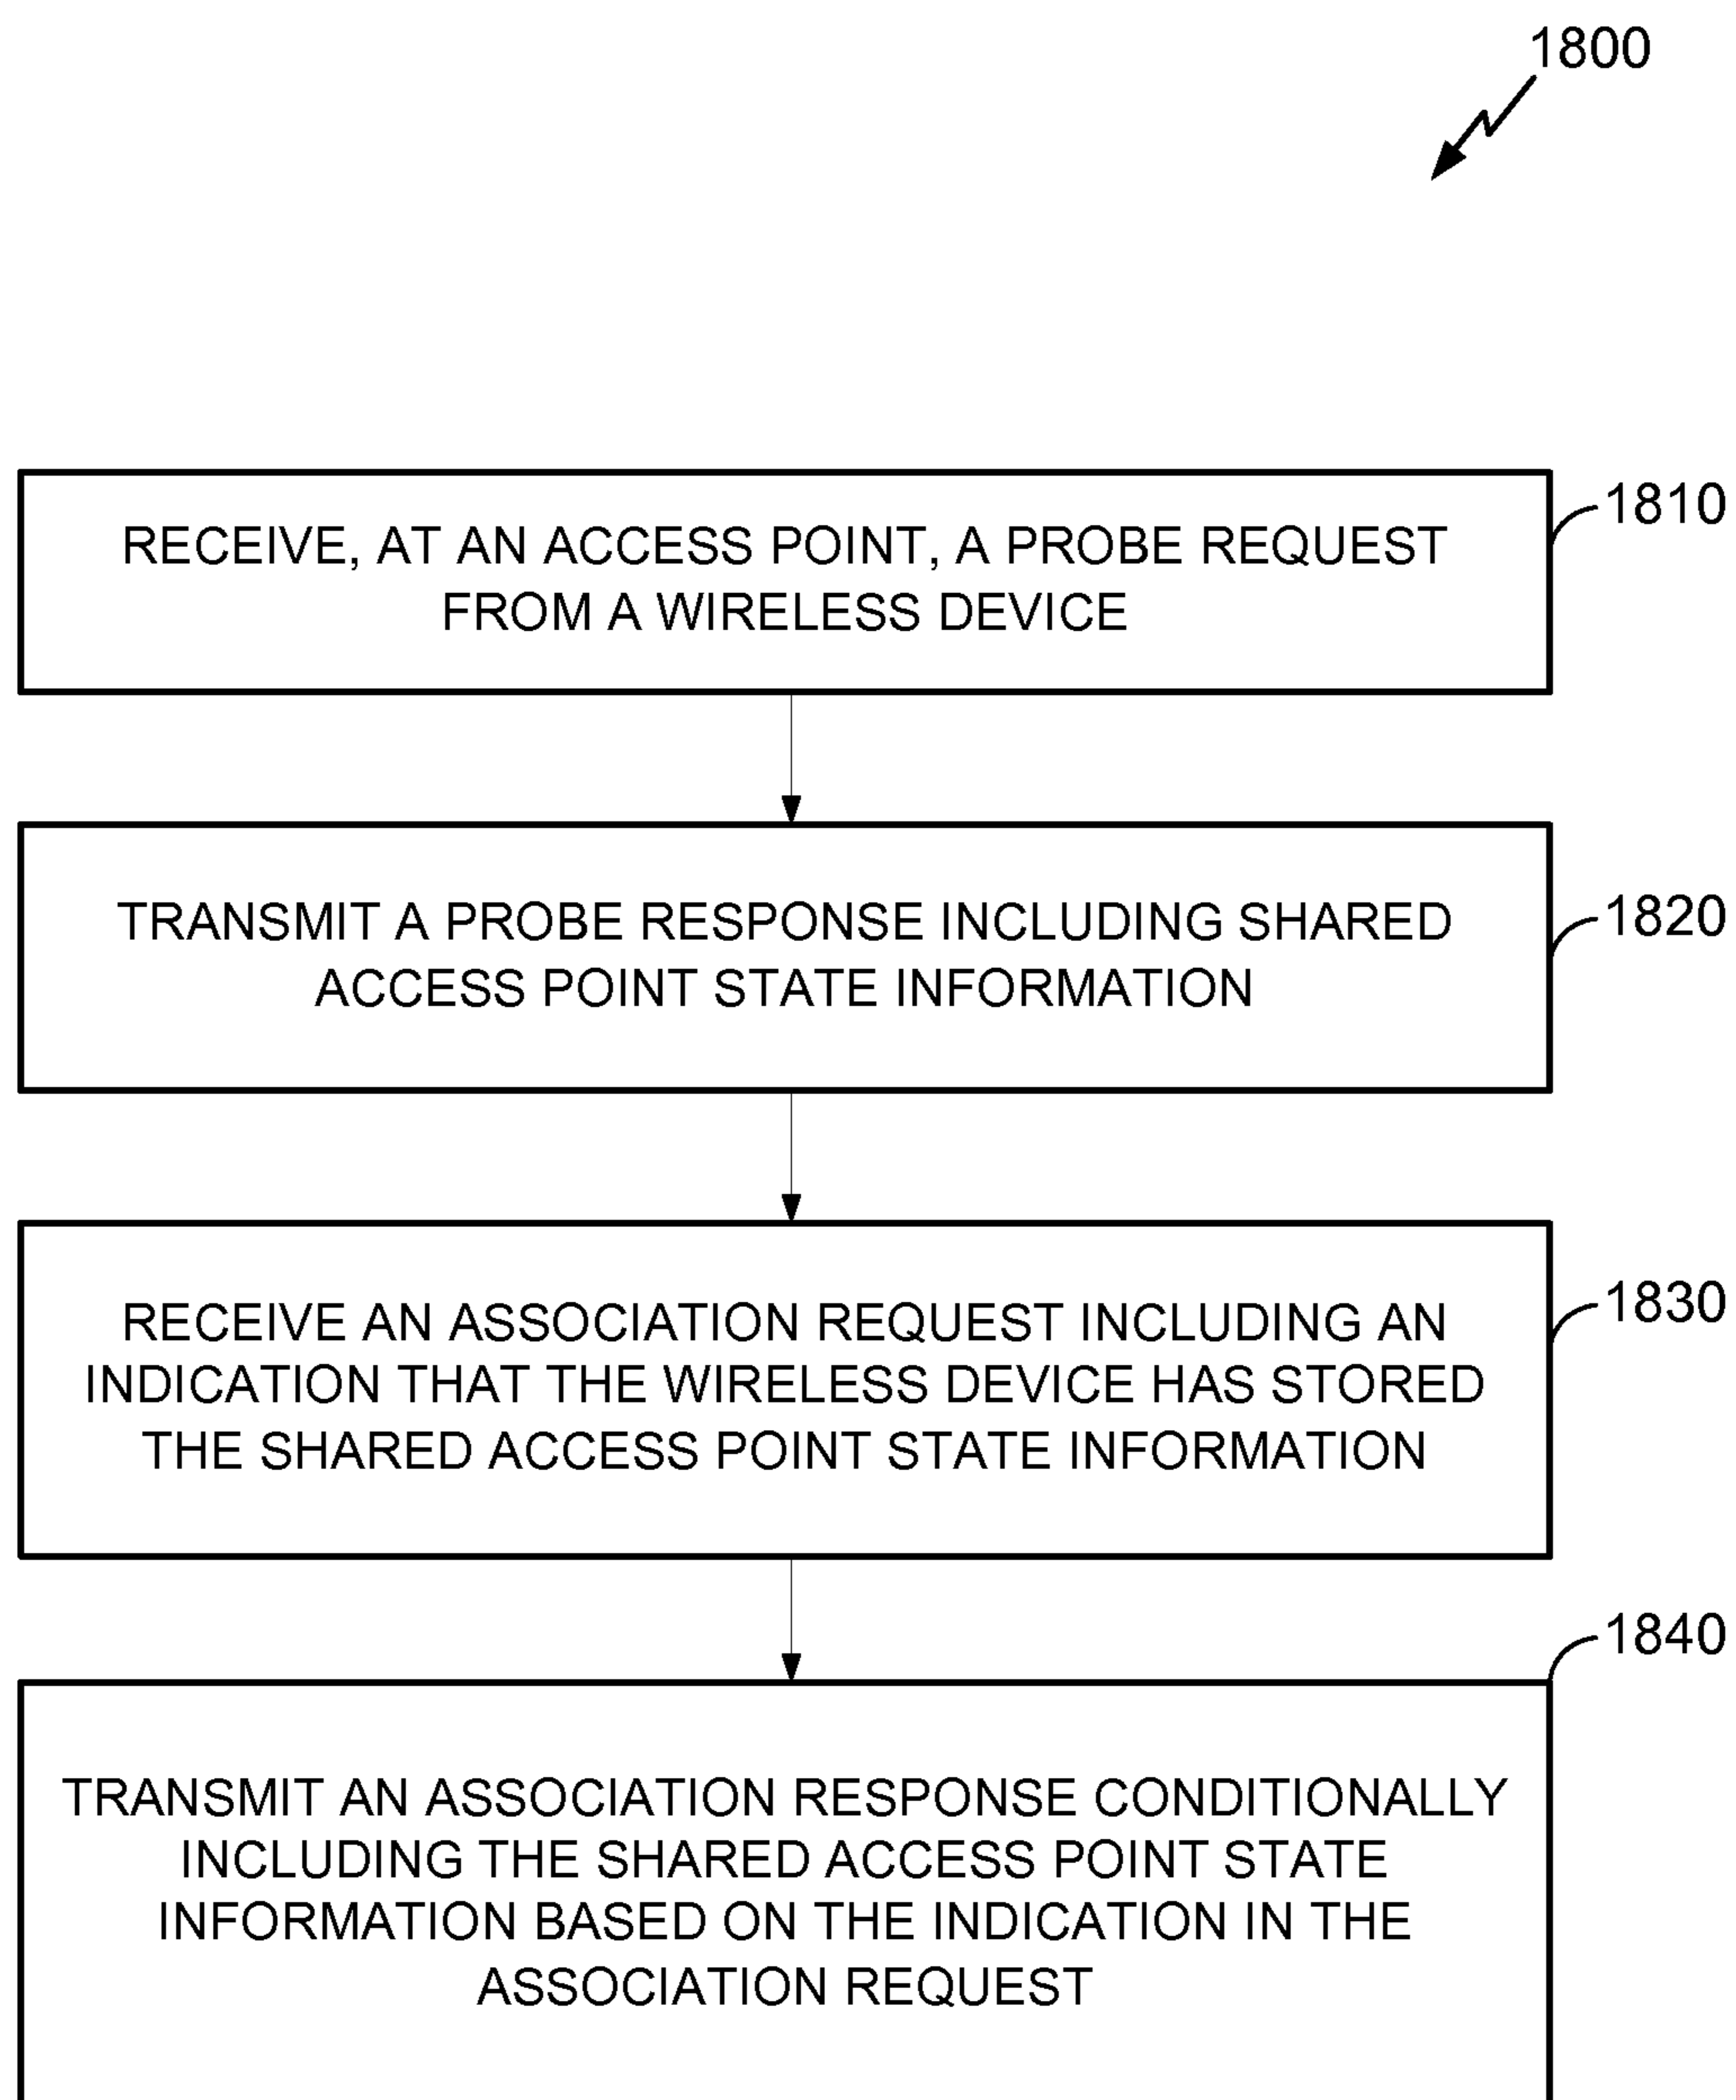 1800
RECEIVE, AT AN ACCESS POINT, A PROBE REQUEST
FROM A WIRELESS DEVICE
1810
TRANSMIT A PROBE RESPONSE INCLUDING SHARED
ACCESS POINT STATE INFORMATION
1820
RECEIVE AN ASSOCIATION REQUEST INCLUDING AN
INDICATION THAT THE WIRELESS DEVICE HAS STORED
THE SHARED ACCESS POINT STATE INFORMATION
1830
TRANSMIT AN ASSOCIATION RESPONSE CONDITIONALLY
INCLUDING THE SHARED ACCESS POINT STATE
INFORMATION BASED ON THE INDICATION IN THE
ASSOCIATION REQUEST
1840